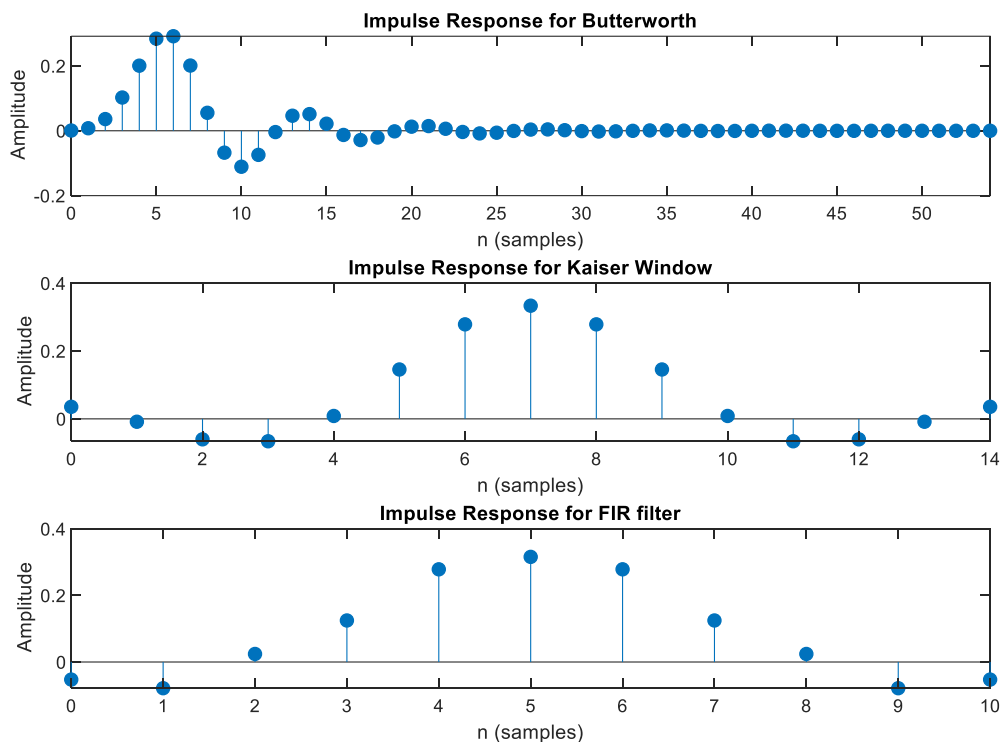 Impulse Response for Butterworth
0.2
0
-0.2
Amplitude
0 5 10 15 20 25 30 35 40 45 50
n (samples)
Impulse Response for Kaiser Window
0.4
0.2
0
Amplitude
0 2 4 6 8 10 12 14
n (samples)
Impulse Response for FIR filter
0.4
0.2
0
Amplitude
0 1 2 3 4 5 6 7 8 9 10
n (samples)